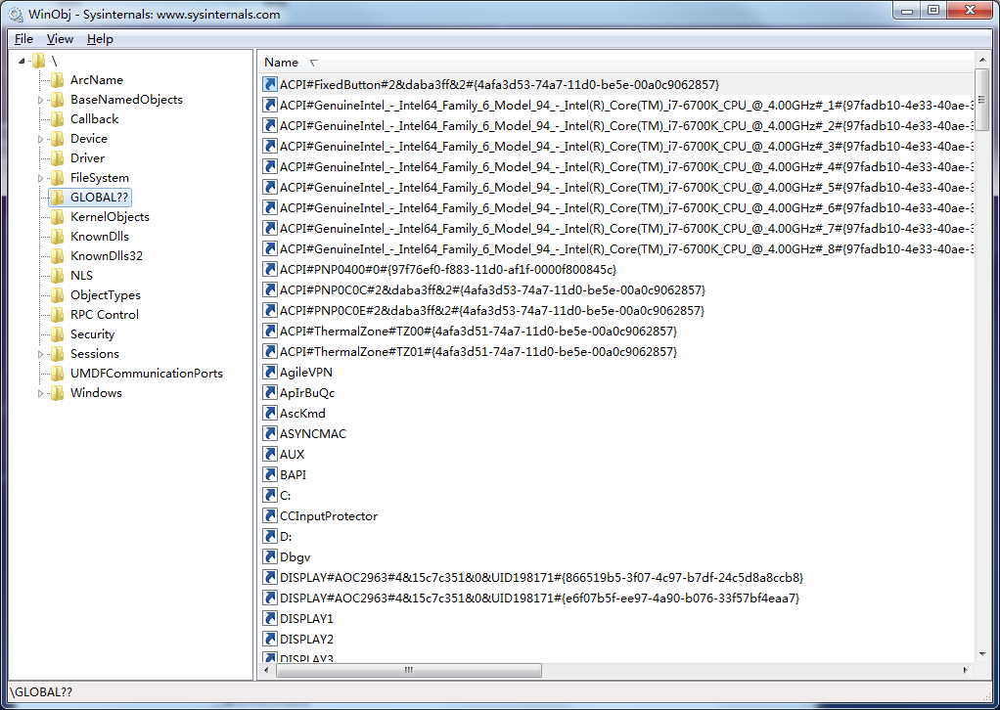 WinObj - Sysinternals: www.sysinternals.com
File View Help
\
ArcName
BaseNamedObjects
Callback
Device
Driver
FileSystem
GLOBAL??
KernelObjects
KnownDlls
KnownDlls32
NLS
ObjectTypes
RPC Control
Security
Sessions
UMDFCommunicationPorts
Windows
Name
ACPI#FixedButton#2&daba3ff&2#{4afa3d53-74a7-11d0-be5e-00a0c9062857}
ACPI#GenuineIntel_-_Intel64_Family_6_Model_94_-_Intel(R)_Core(TM)_i7-6700K_CPU_@_4.00GHz#_1#{97fadb10-4e33-40ae-3
ACPI#GenuineIntel_-_Intel64_Family_6_Model_94_-_Intel(R)_Core(TM)_i7-6700K_CPU_@_4.00GHz#_2#{97fadb10-4e33-40ae-3
ACPI#GenuineIntel_-_Intel64_Family_6_Model_94_-_Intel(R)_Core(TM)_i7-6700K_CPU_@_4.00GHz#_3#{97fadb10-4e33-40ae-3
ACPI#GenuineIntel_-_Intel64_Family_6_Model_94_-_Intel(R)_Core(TM)_i7-6700K_CPU_@_4.00GHz#_4#{97fadb10-4e33-40ae-3
ACPI#GenuineIntel_-_Intel64_Family_6_Model_94_-_Intel(R)_Core(TM)_i7-6700K_CPU_@_4.00GHz#_5#{97fadb10-4e33-40ae-3
ACPI#GenuineIntel_-_Intel64_Family_6_Model_94_-_Intel(R)_Core(TM)_i7-6700K_CPU_@_4.00GHz#_6#{97fadb10-4e33-40ae-3
ACPI#GenuineIntel_-_Intel64_Family_6_Model_94_-_Intel(R)_Core(TM)_i7-6700K_CPU_@_4.00GHz#_7#{97fadb10-4e33-40ae-3
ACPI#GenuineIntel_-_Intel64_Family_6_Model_94_-_Intel(R)_Core(TM)_i7-6700K_CPU_@_4.00GHz#_8#{97fadb10-4e33-40ae-3
ACPI#PNP0400#0#{97f76ef0-f883-11d0-af1f-0000f800845c}
ACPI#PNP0C0C#2&daba3ff&2#{4afa3d53-74a7-11d0-be5e-00a0c9062857}
ACPI#PNP0C0E#2&daba3ff&2#{4afa3d53-74a7-11d0-be5e-00a0c9062857}
ACPI#ThermalZone#TZ00#{4afa3d51-74a7-11d0-be5e-00a0c9062857}
ACPI#ThermalZone#TZ01#{4afa3d51-74a7-11d0-be5e-00a0c9062857}
AgileVPN
ApIrBuQc
AscKmd
ASYNCMAC
AUX
BAPI
C:
CCInputProtector
D:
Dbgv
DISPLAY#AOC2963#4&15c7c351&0&UID198171#{866519b5-3f07-4c97-b7df-24c5d8a8ccb8}
DISPLAY#AOC2963#4&15c7c351&0&UID198171#{e6f07b5f-ee97-4a90-b076-33f57bf4eaa7}
DISPLAY1
DISPLAY2
DISPLAY3
\GLOBAL??